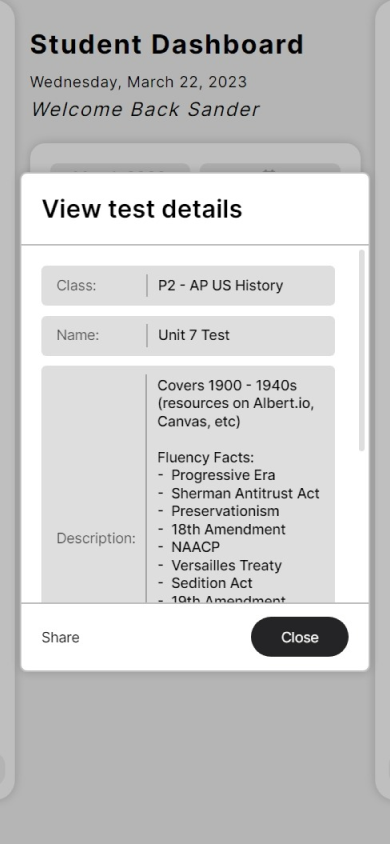 Student Dashboard
Wednesday, March 22, 2023
Welcome Back Sander
View test details
Class: P2 - AP US History
Name: Unit 7 Test
Description:
Covers 1900 - 1940s
(resources on Albert.io,
Canvas, etc)
Fluency Facts:
- Progressive Era
- Sherman Antitrust Act
- Preservationism
- 18th Amendment
- NAACP
- Versailles Treaty
- Sedition Act
- 19th Amendment
Share
Close